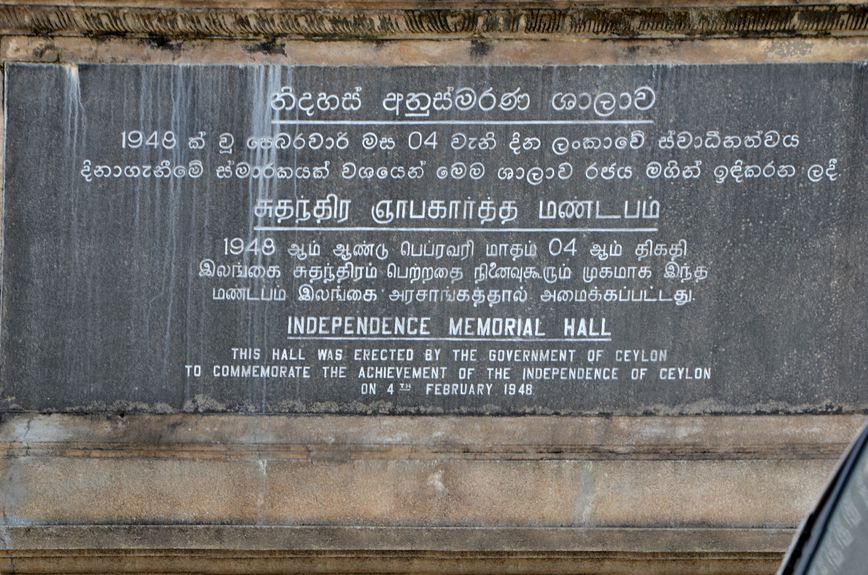 නිදහස් අනුස්මරණ ශාලාව
1948 ක් වූ පෙබරවාරි මස 04 වැනි දින ලංකාවේ ස්වාධීනත්වය
දිනාගැනීමේ ස්මාරකයක් වශයෙන් මෙම ශාලාව රජය මගින් ඉදිකරන ලදී.
சுதந்திர ஞாபகார்த்த மண்டபம்
1948 ஆம் ஆண்டு பெப்ரவரி மாதம் 04 ஆம் திகதி
இலங்கை சுதந்திரம் பெற்றதை நினைவுகூரும் முகமாக இந்த
மண்டபம் இலங்கை அரசாங்கத்தால் அமைக்கப்பட்டது.
INDEPENDENCE MEMORIAL HALL
THIS HALL WAS ERECTED BY THE GOVERNMENT OF CEYLON
TO COMMEMORATE THE ACHIEVEMENT OF THE INDEPENDENCE OF CEYLON
ON 4TH FEBRUARY 1948